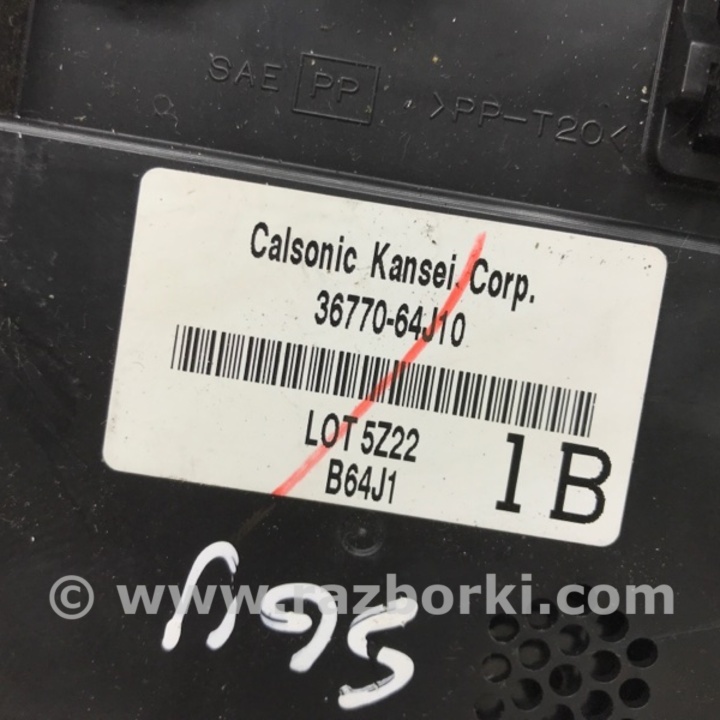 SAE PP >PP-T20<
Calsonic Kansei Corp.
36770-64J10
LOT 5Z22
B64J1
1B
© www.razborki.com